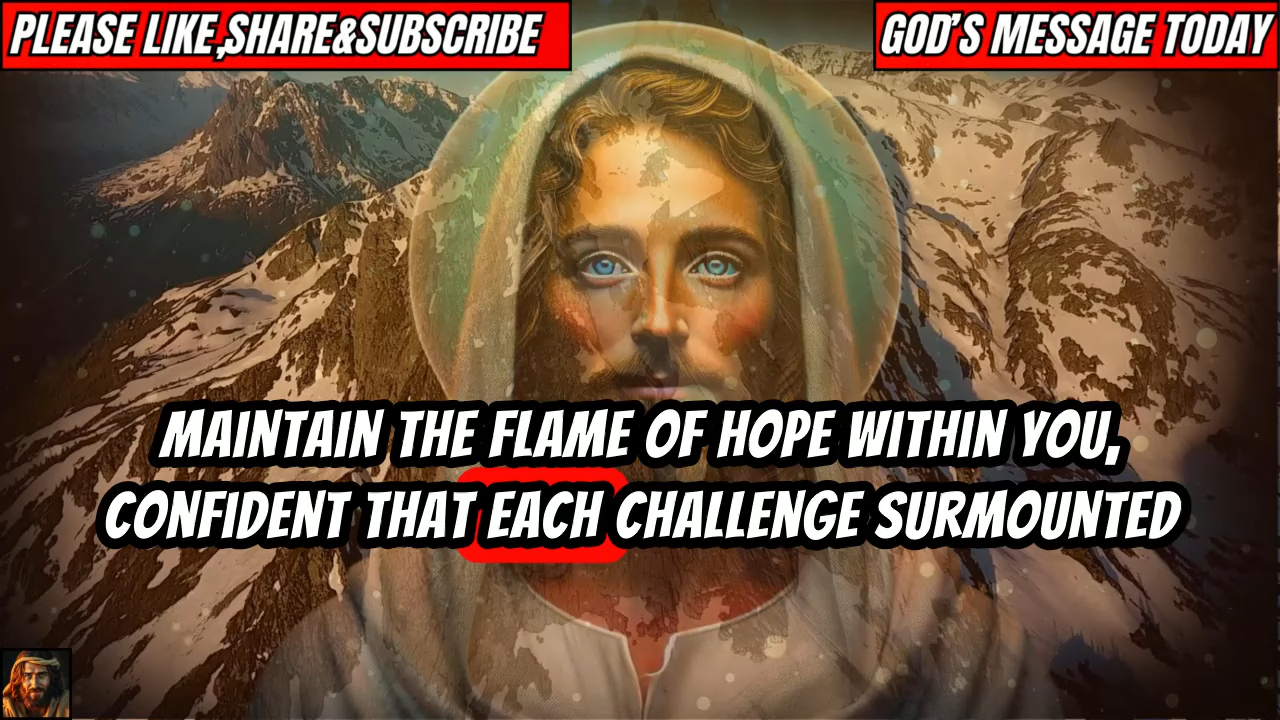 PLEASE LIKE,SHARE&SUBSCRIBE
GOD'S MESSAGE TODAY
MAINTAIN THE FLAME OF HOPE WITHIN YOU,
CONFIDENT THAT EACH CHALLENGE SURMOUNTED